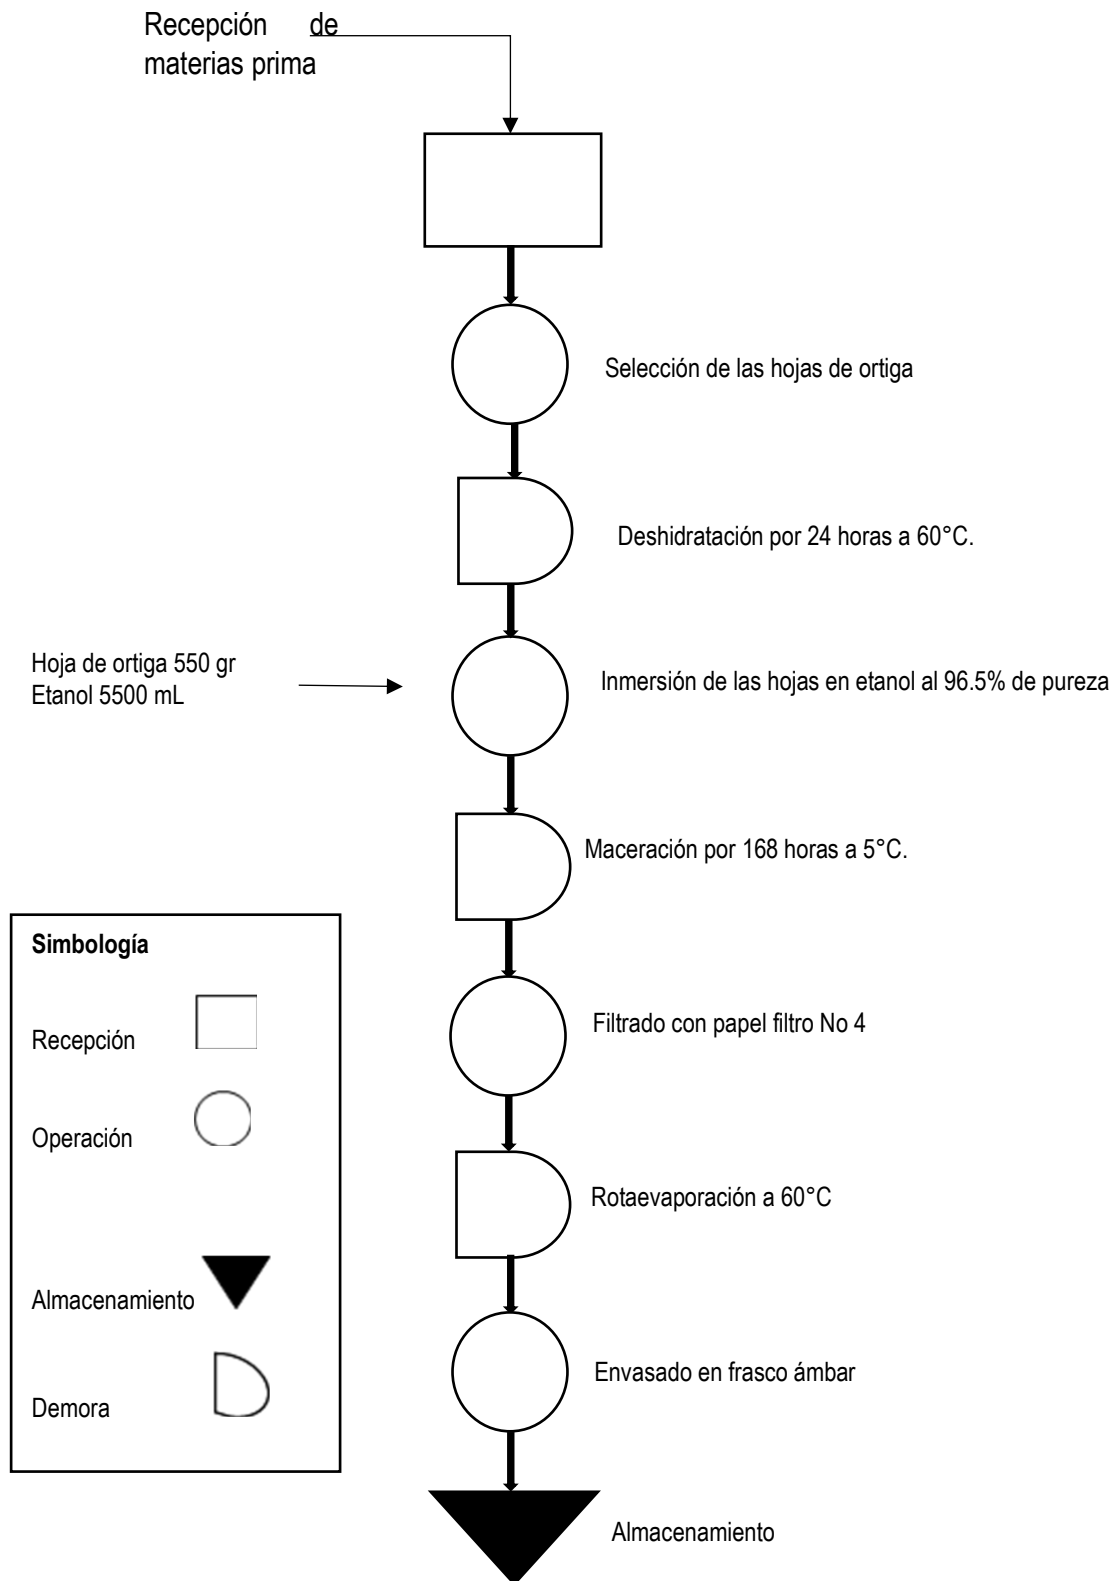 Recepción de
materias prima
Selección de las hojas de ortiga
Deshidratación por 24 horas a 60°C.
Hoja de ortiga 550 gr
Etanol 5500 mL
Inmersión de las hojas en etanol al 96.5% de pureza
Maceración por 168 horas a 5°C.
Filtrado con papel filtro No 4
Rotaevaporación a 60°C
Envasado en frasco ámbar
Almacenamiento
Simbología
Recepción
Operación
Almacenamiento
Demora